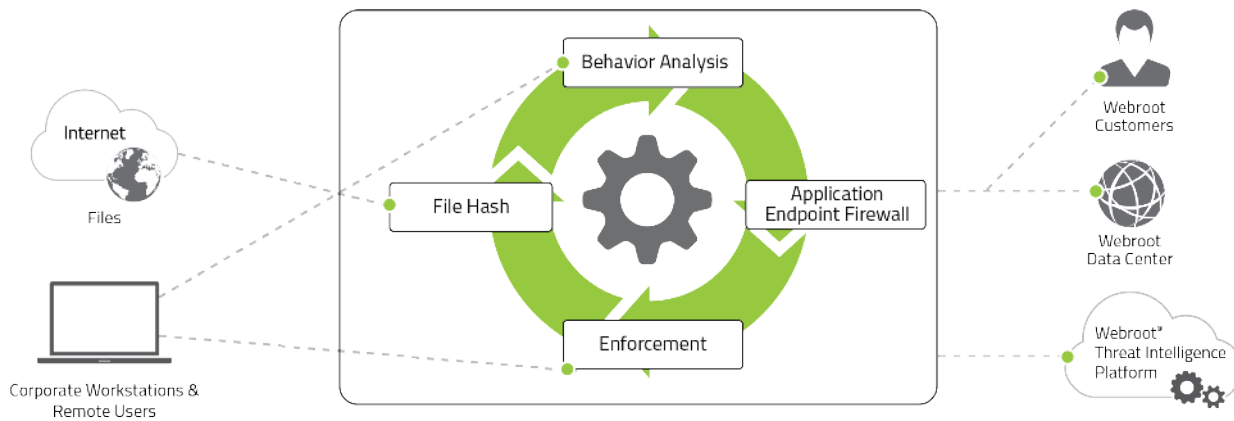 Internet
Files
Corporate Workstations &
Remote Users
Behavior Analysis
File Hash
Application
Endpoint Firewall
Enforcement
Webroot
Customers
Webroot
Data Center
Webroot®
Threat Intelligence
Platform